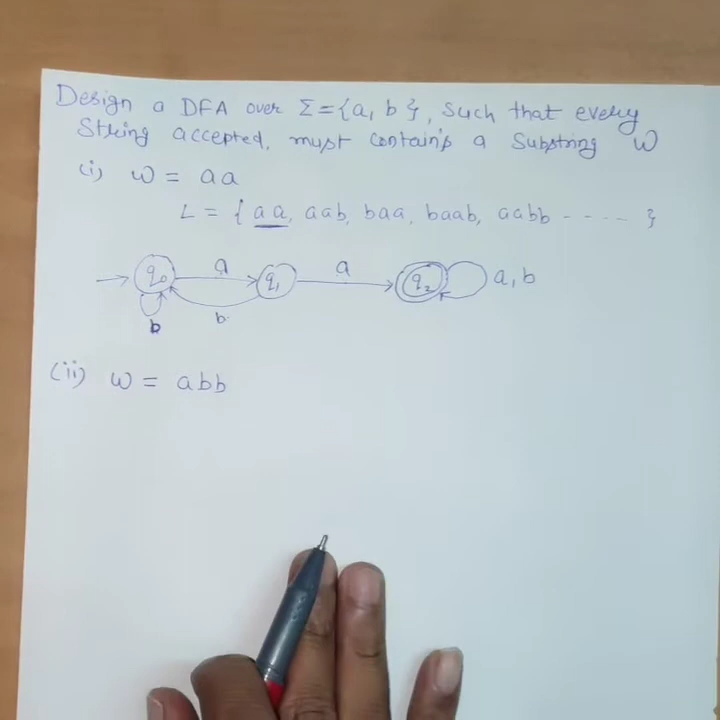 Design a DFA over Σ={a, b}, such that every
String accepted, must contain's a Substring w
(i) w = aa
L = { aa, aab, baa, baab, aabb - - - - - }
q₀ a q₁ a q₂ a, b
b b
(ii) w = abb